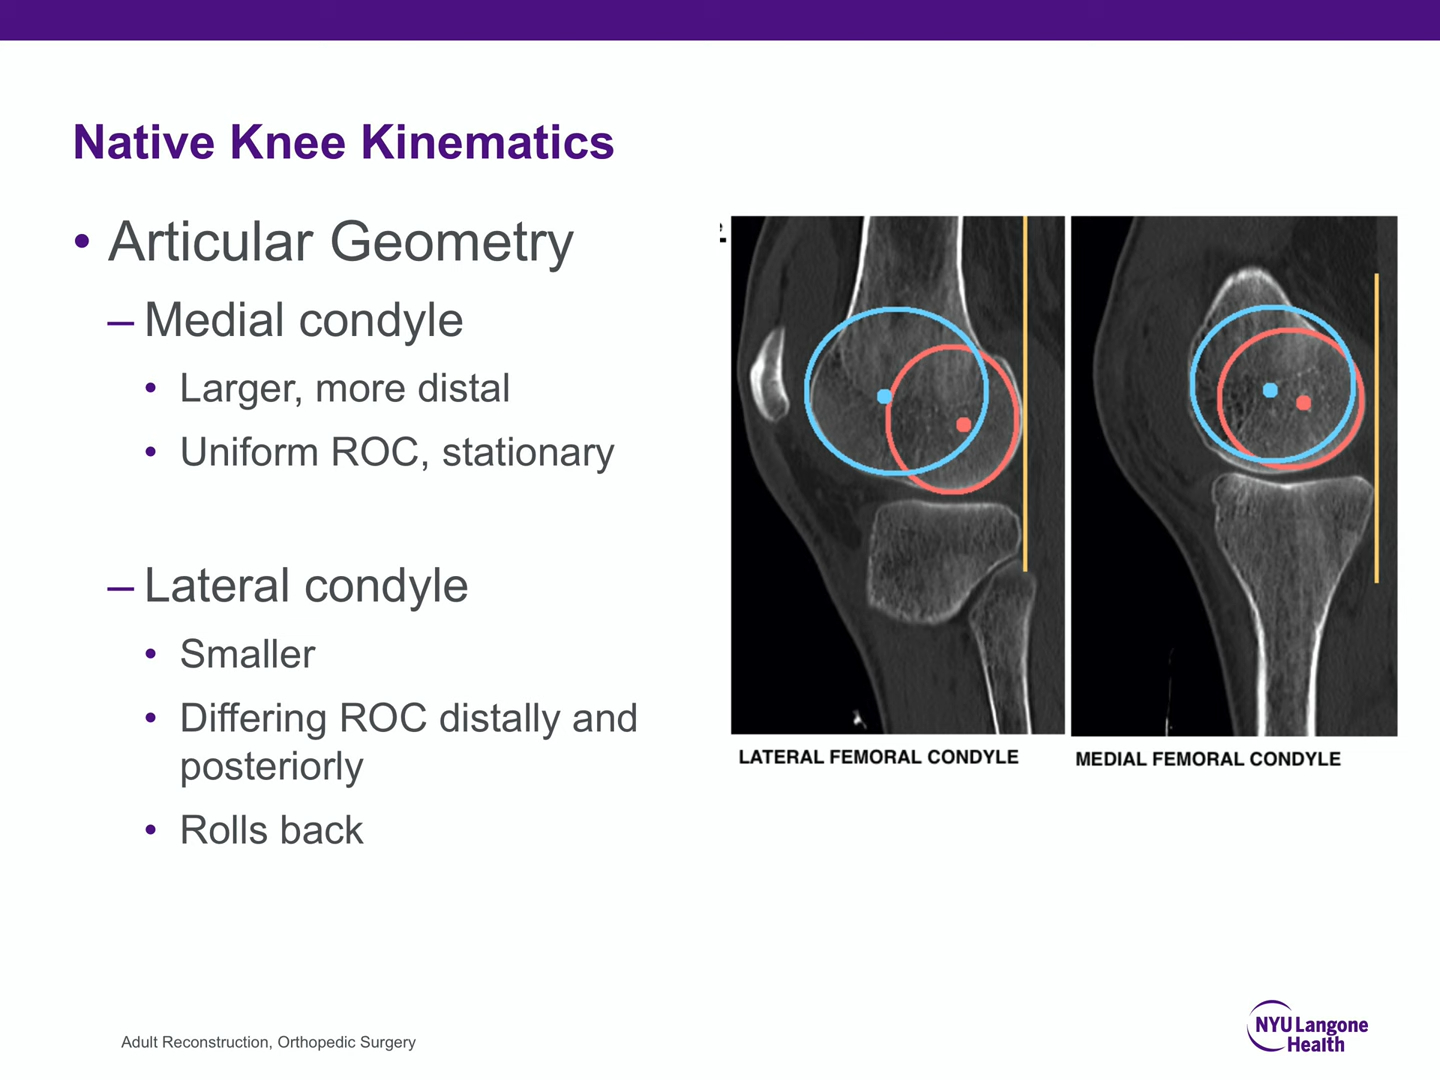 Native Knee Kinematics
• Articular Geometry
– Medial condyle
• Larger, more distal
• Uniform ROC, stationary
– Lateral condyle
• Smaller
• Differing ROC distally and
posteriorly
• Rolls back
LATERAL FEMORAL CONDYLE
MEDIAL FEMORAL CONDYLE
Adult Reconstruction, Orthopedic Surgery
NYU Langone
Health